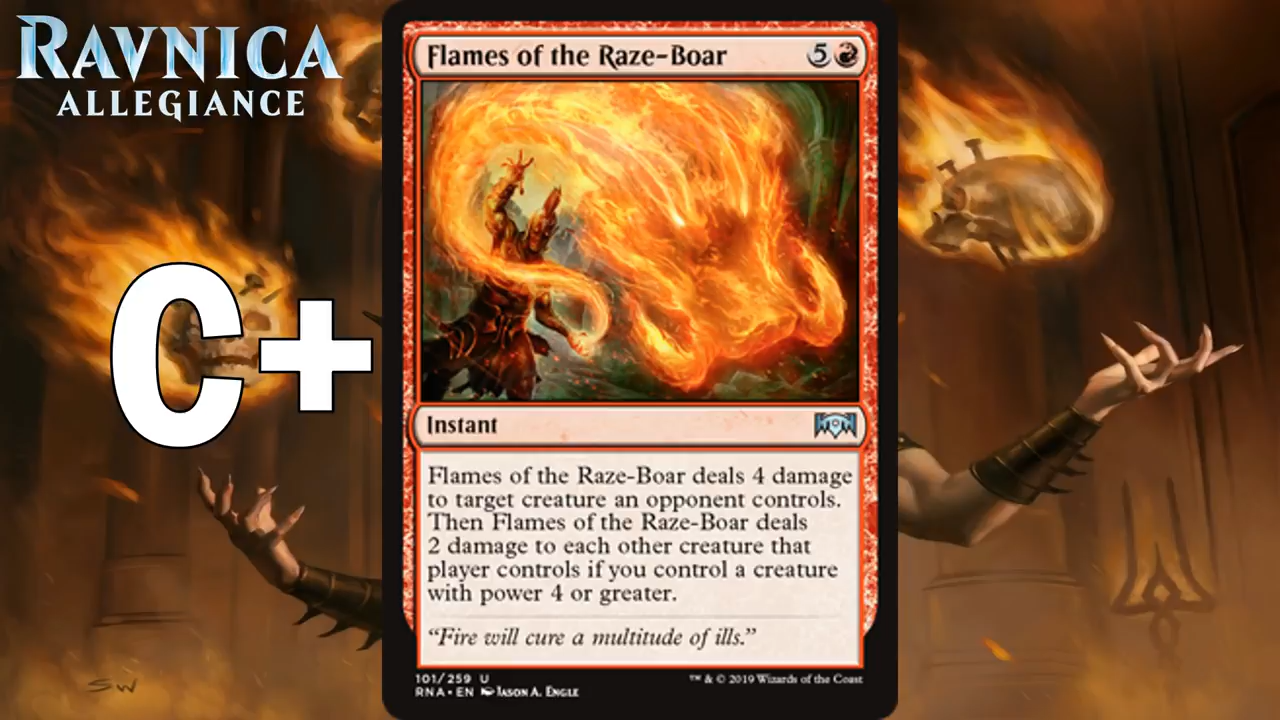 RAVNICA
ALLEGIANCE
C+
Flames of the Raze-Boar 5
Instant
Flames of the Raze-Boar deals 4 damage
to target creature an opponent controls.
Then Flames of the Raze-Boar deals
2 damage to each other creature that
player controls if you control a creature
with power 4 or greater.
“Fire will cure a multitude of ills.”
101/259 U
RNA • EN Jason A. Engle
™ & © 2019 Wizards of the Coast
SW